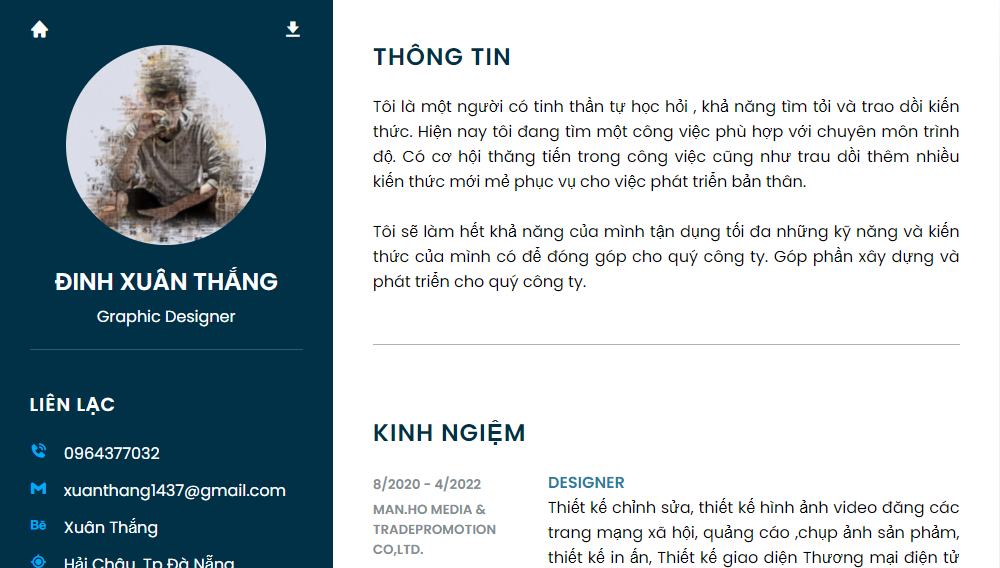 ĐINH XUÂN THẮNG
Graphic Designer
LIÊN LẠC
0964377032
xuanthang1437@gmail.com
Bē Xuân Thắng
Hải Châu, Tp Đà Nẵng
THÔNG TIN
Tôi là một người có tinh thần tự học hỏi , khả năng tìm tỏi và trao dồi kiến
thức. Hiện nay tôi đang tìm một công việc phù hợp với chuyên môn trình
độ. Có cơ hội thăng tiến trong công việc cũng như trau dồi thêm nhiều
kiến thức mới mẻ phục vụ cho việc phát triển bản thân.
Tôi sẽ làm hết khả năng của mình tận dụng tối đa những kỹ năng và kiến
thức của mình có để đóng góp cho quý công ty. Góp phần xây dựng và
phát triển cho quý công ty.
KINH NGIỆM
8/2020 - 4/2022
MAN.HO MEDIA &
TRADEPROMOTION
CO,LTD.
DESIGNER
Thiết kế chỉnh sửa, thiết kế hình ảnh video đăng các
trang mạng xã hội, quảng cáo ,chụp ảnh sản phẩm,
thiết kế in ấn, Thiết kế giao diện Thương mại điện tử